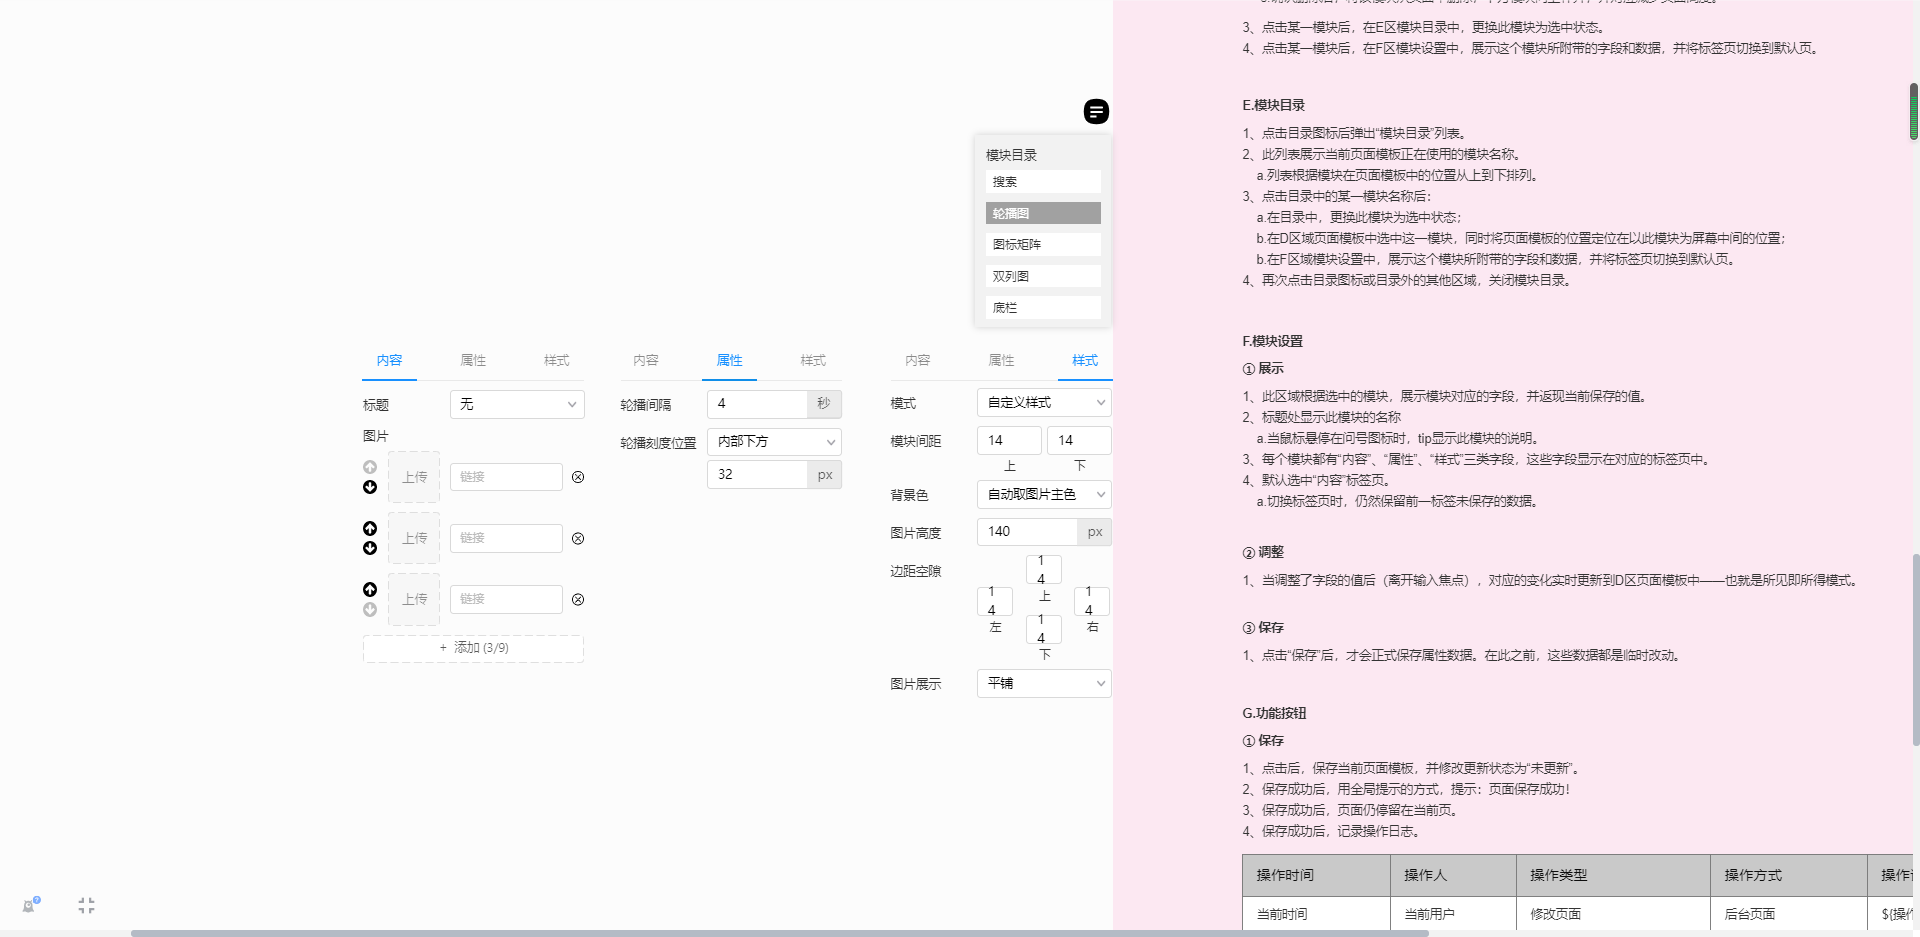 3、点击某一模块后，在E区模块目录中，更换此模块为选中状态。
4、点击某一模块后，在F区模块设置中，展示这个模块所附带的字段和数据，并将标签页切换到默认页。
模块目录
搜索
轮播图
图标矩阵
双列图
底栏
内容 属性 样式
标题 无
图片
上传 链接
上传 链接
上传 链接
+ 添加 (3/9)
内容 属性 样式
轮播间隔 4 秒
轮播刻度位置 内部下方
32 px
内容 属性 样式
模式 自定义样式
模块间距 14 14
上 下
背景色 自动取图片主色
图片高度 140 px
边距空隙 14
上
14 14
左 右
14
下
图片展示 平铺
E.模块目录
1、点击目录图标后弹出“模块目录”列表。
2、此列表展示当前页面模板正在使用的模块名称。
a.列表根据模块在页面模板中的位置从上到下排列。
3、点击目录中的某一模块名称后：
a.在目录中，更换此模块为选中状态；
b.在D区域页面模板中选中这一模块，同时将页面模板的位置定位在以此模块为屏幕中间的位置；
b.在F区域模块设置中，展示这个模块所附带的字段和数据，并将标签页切换到默认页。
4、再次点击目录图标或目录外的其他区域，关闭模块目录。
F.模块设置
① 展示
1、此区域根据选中的模块，展示模块对应的字段，并返现当前保存的值。
2、标题处显示此模块的名称
a.当鼠标悬停在问号图标时，tip显示此模块的说明。
3、每个模块都有“内容”、“属性”、“样式”三类字段，这些字段显示在对应的标签页中。
4、默认选中“内容”标签页。
a.切换标签页时，仍然保留前一标签未保存的数据。
② 调整
1、当调整了字段的值后（离开输入焦点），对应的变化实时更新到D区页面模板中——也就是所见即所得模式。
③ 保存
1、点击“保存”后，才会正式保存属性数据。在此之前，这些数据都是临时改动。
G.功能按钮
① 保存
1、点击后，保存当前页面模板，并修改更新状态为“未更新”。
2、保存成功后，用全局提示的方式，提示：页面保存成功！
3、保存成功后，页面仍停留在当前页。
4、保存成功后，记录操作日志。
操作时间 操作人 操作类型 操作方式 操作
当前时间 当前用户 修改页面 后台页面 ${操作